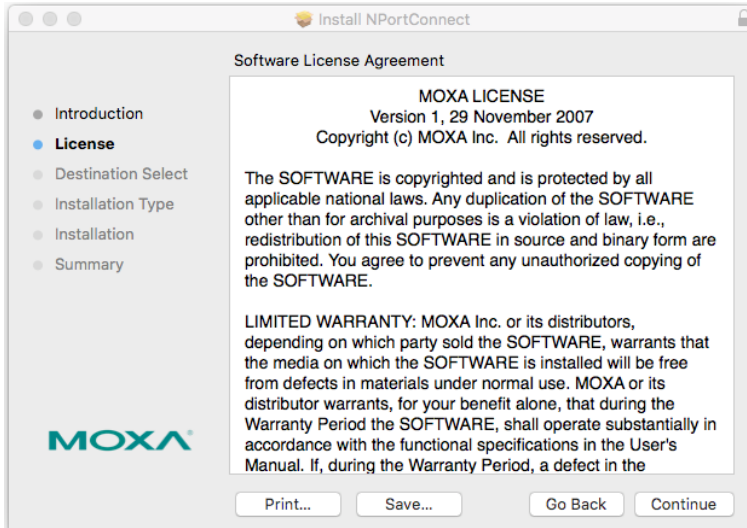 Install NPortConnect
Software License Agreement
Introduction
License
Destination Select
Installation Type
Installation
Summary
MOXA LICENSE
Version 1, 29 November 2007
Copyright (c) MOXA Inc.  All rights reserved.
The SOFTWARE is copyrighted and is protected by all
applicable national laws. Any duplication of the SOFTWARE
other than for archival purposes is a violation of law, i.e.,
redistribution of this SOFTWARE in source and binary form are
prohibited. You agree to prevent any unauthorized copying of
the SOFTWARE.
LIMITED WARRANTY: MOXA Inc. or its distributors,
depending on which party sold the SOFTWARE, warrants that
the media on which the SOFTWARE is installed will be free
from defects in materials under normal use. MOXA or its
distributor warrants, for your benefit alone, that during the
Warranty Period the SOFTWARE, shall operate substantially in
accordance with the functional specifications in the User's
Manual. If, during the Warranty Period, a defect in the
MOXA
Print...
Save...
Go Back
Continue